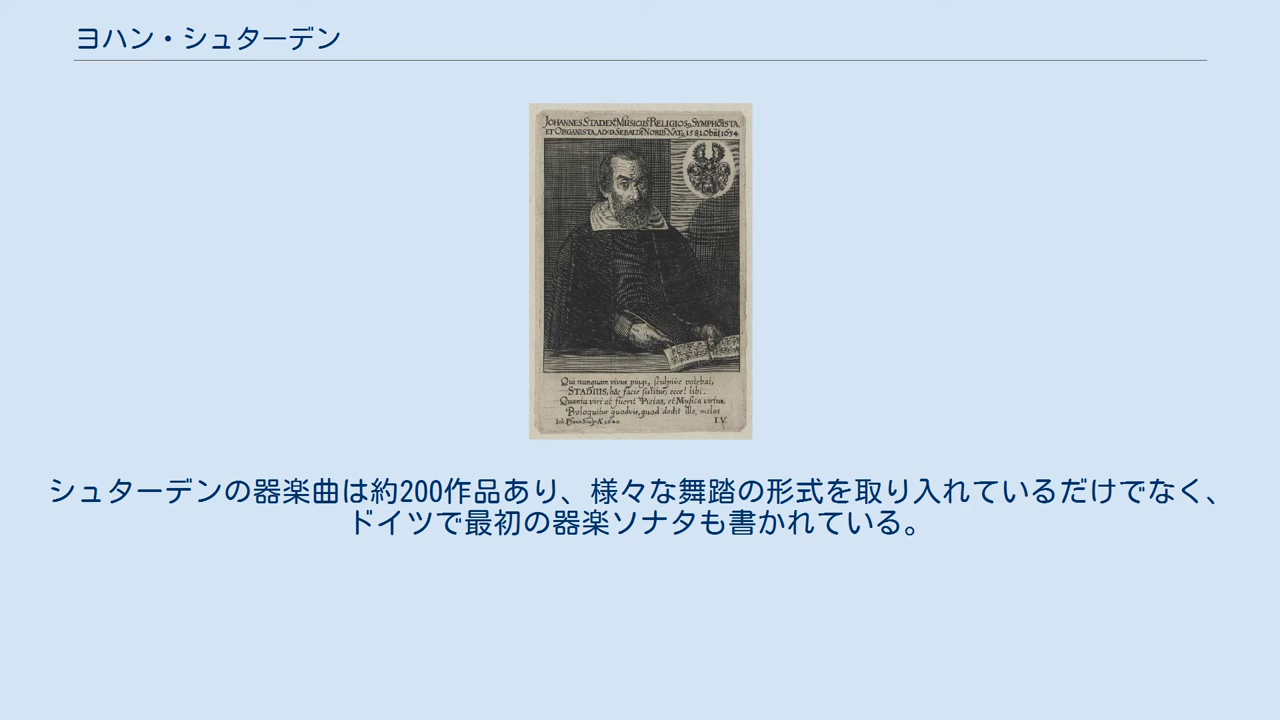 ヨハン・シュターデン
JOHANNES STADEN, MUSICUS RELIGIOS, SYMPHOISTA,
ET ORGANISTA, AD D. SEBALDI NORIB. NAT, 1581. Obiit 1634
Qui nunquam vivus pingi, sculpive volebat,
STADIUS, hâc facie sistitur, ecce! tibi.
Quanta viri at fuerit Pietas, et Musica virtus,
Proloquitur quodvis, quod dedit ille, melos
I.V.
シュターデンの器楽曲は約200作品あり、様々な舞踏の形式を取り入れているだけでなく、
ドイツで最初の器楽ソナタも書かれている。